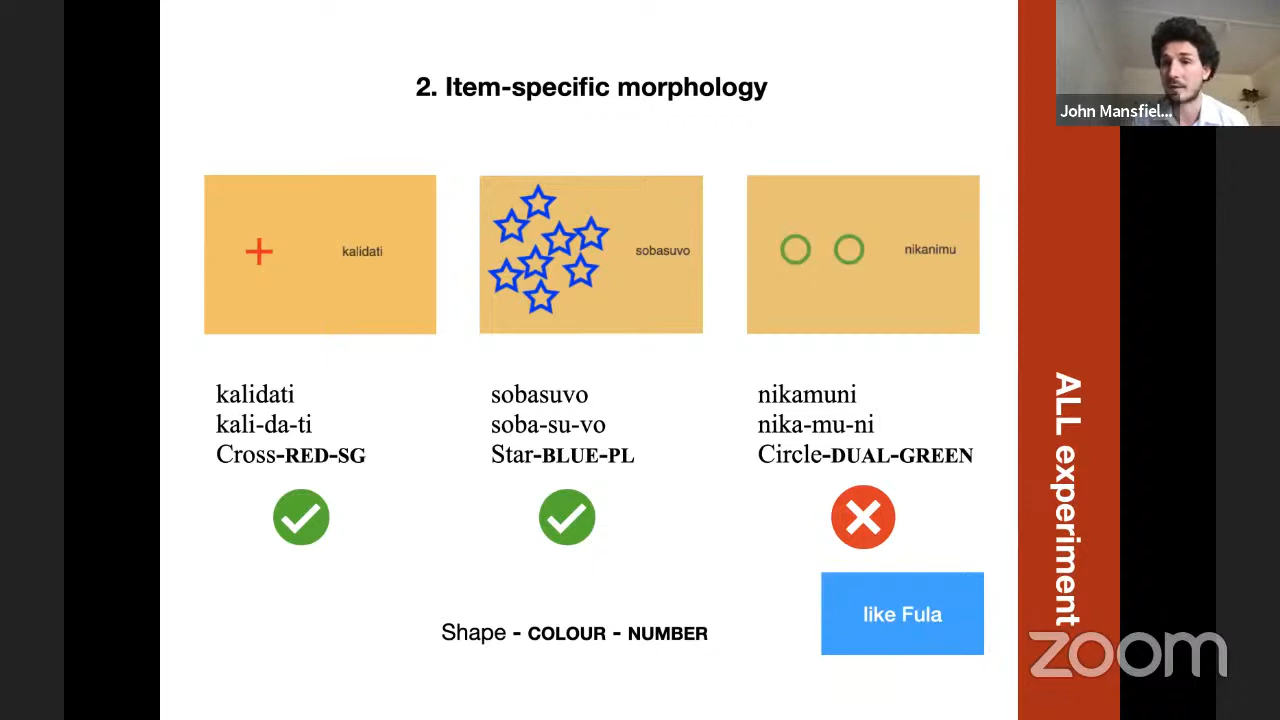 2. Item-specific morphology
kalidati
sobasuvo
nikanimu
kalidati
kali-da-ti
Cross-RED-SG
sobasuvo
soba-su-vo
Star-BLUE-PL
nikamuni
nika-mu-ni
Circle-DUAL-GREEN
like Fula
Shape - COLOUR - NUMBER
ALL experiment
John Mansfiel...
zoom